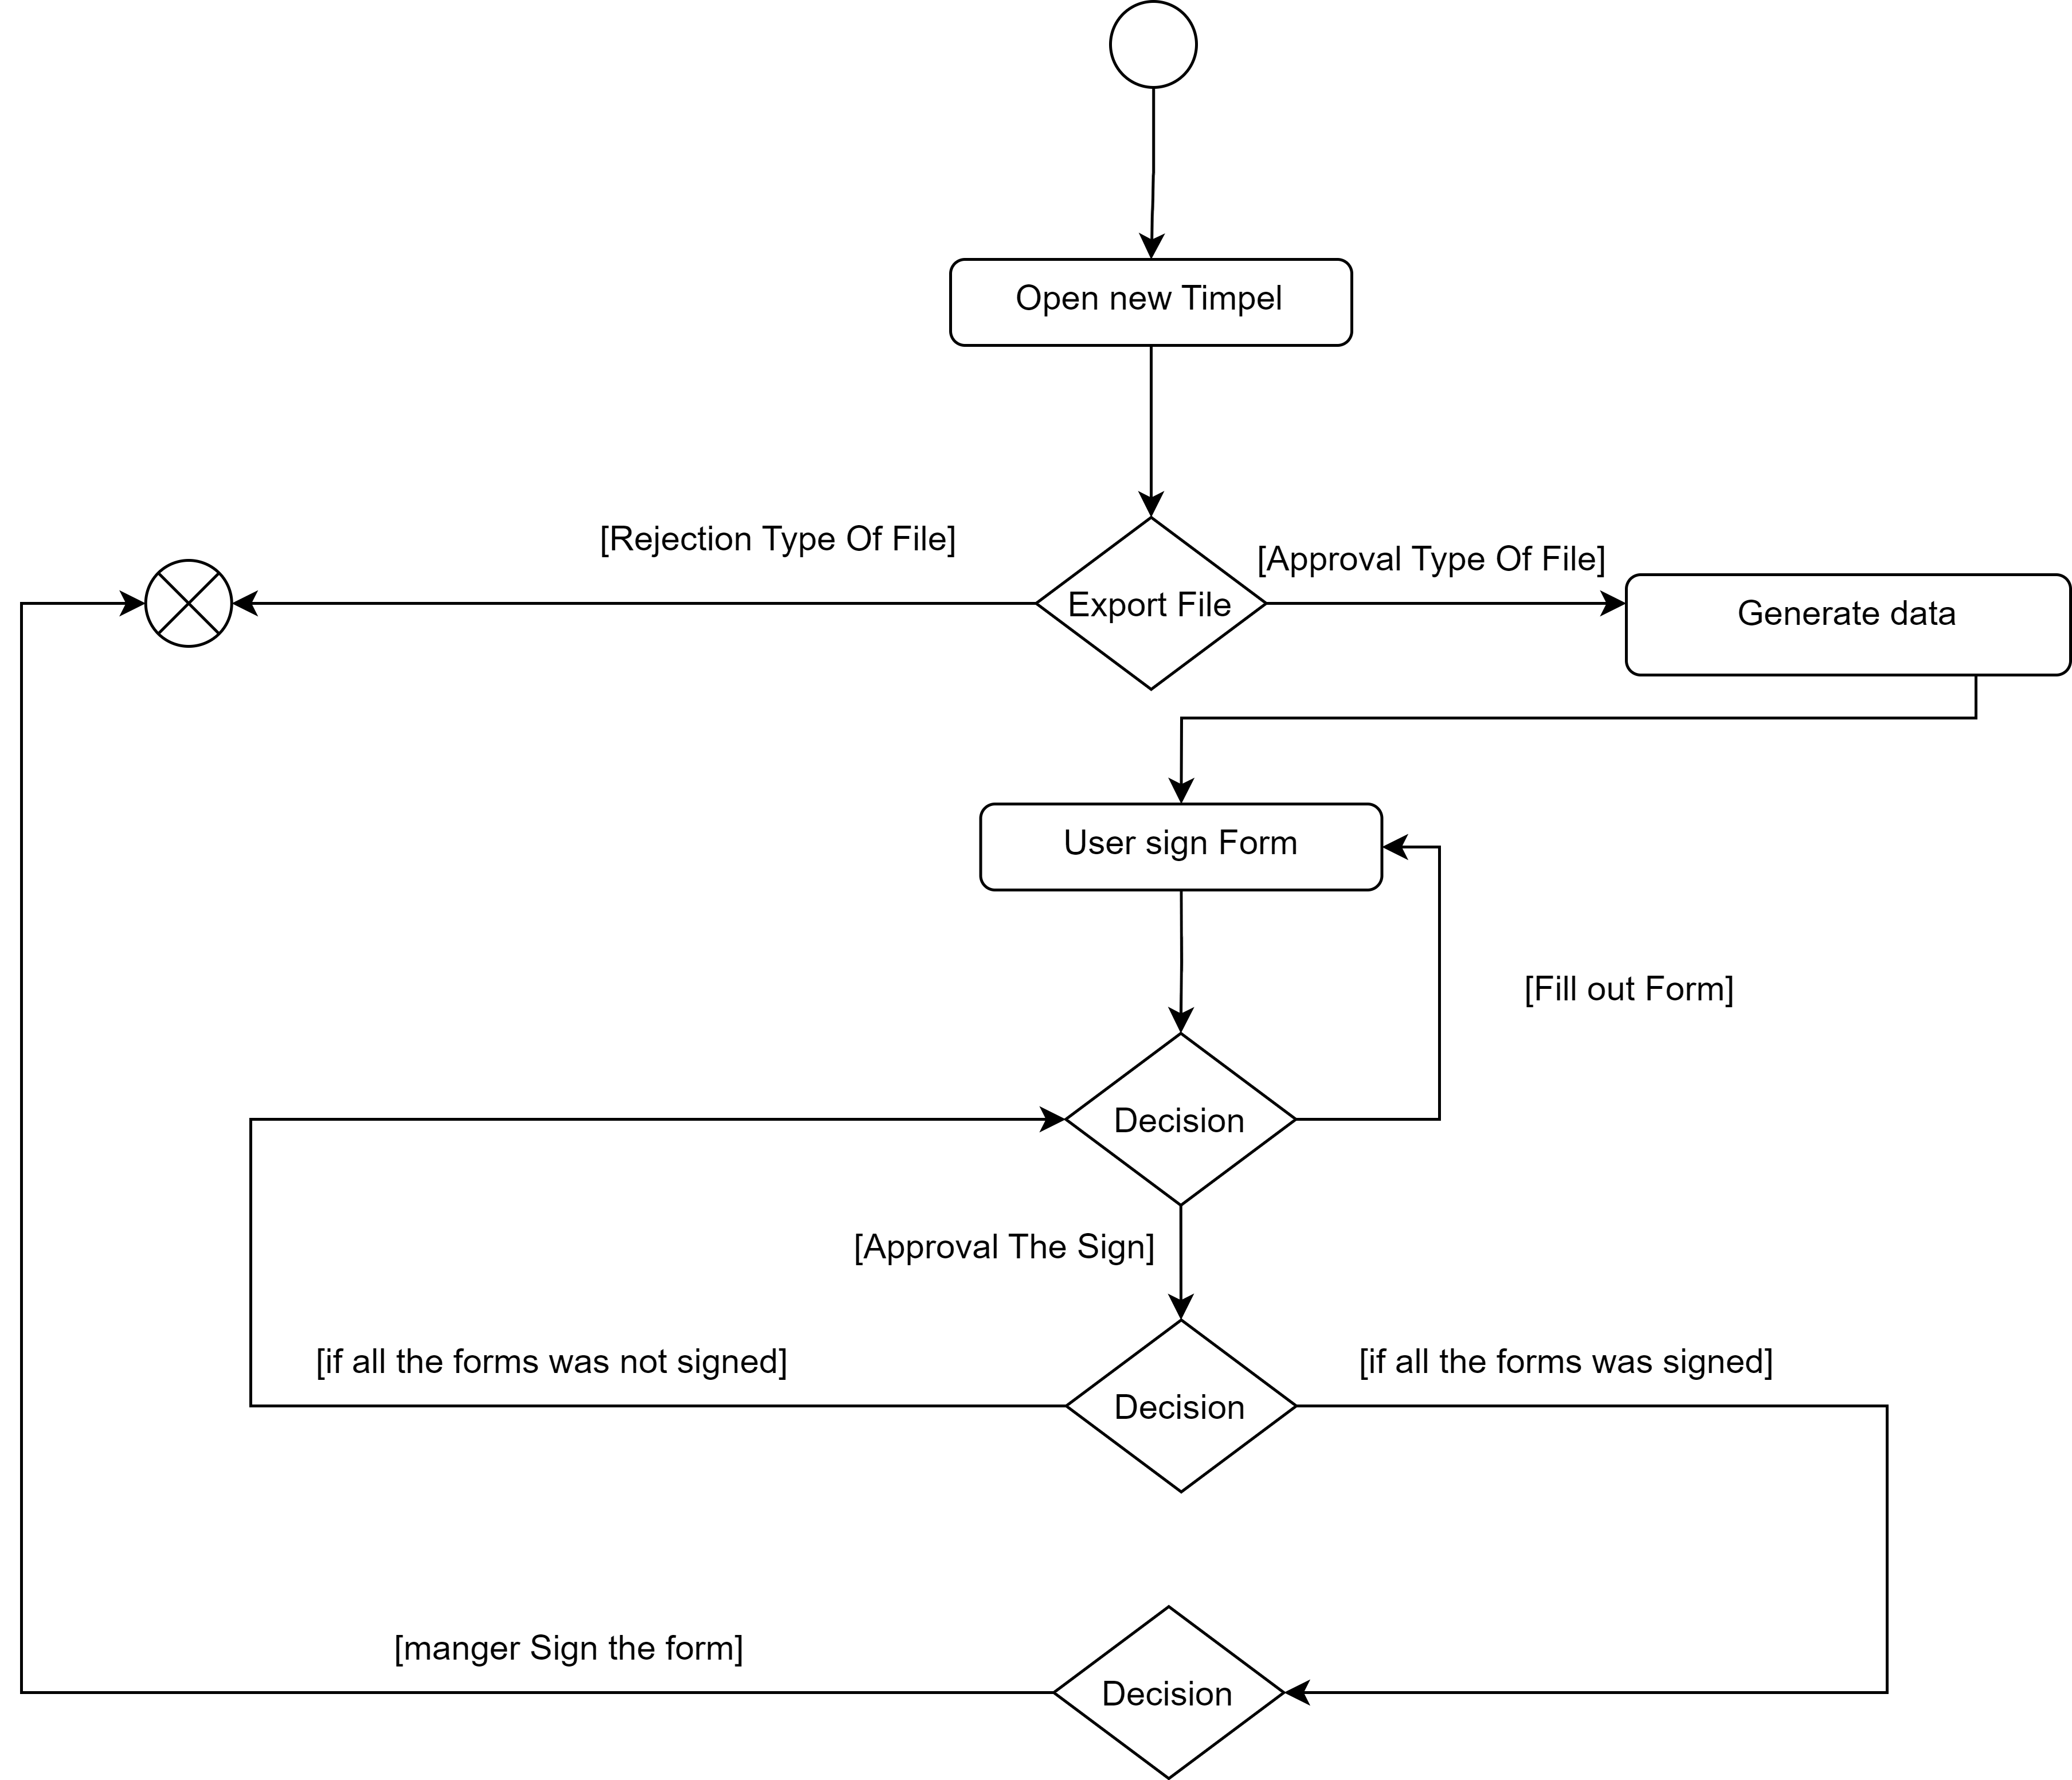 Open new Timpel
[Rejection Type Of File]
[Approval Type Of File]
Export File
Generate data
User sign Form
[Fill out Form]
Decision
[Approval The Sign]
[if all the forms was not signed]
[if all the forms was signed]
Decision
[manger Sign the form]
Decision